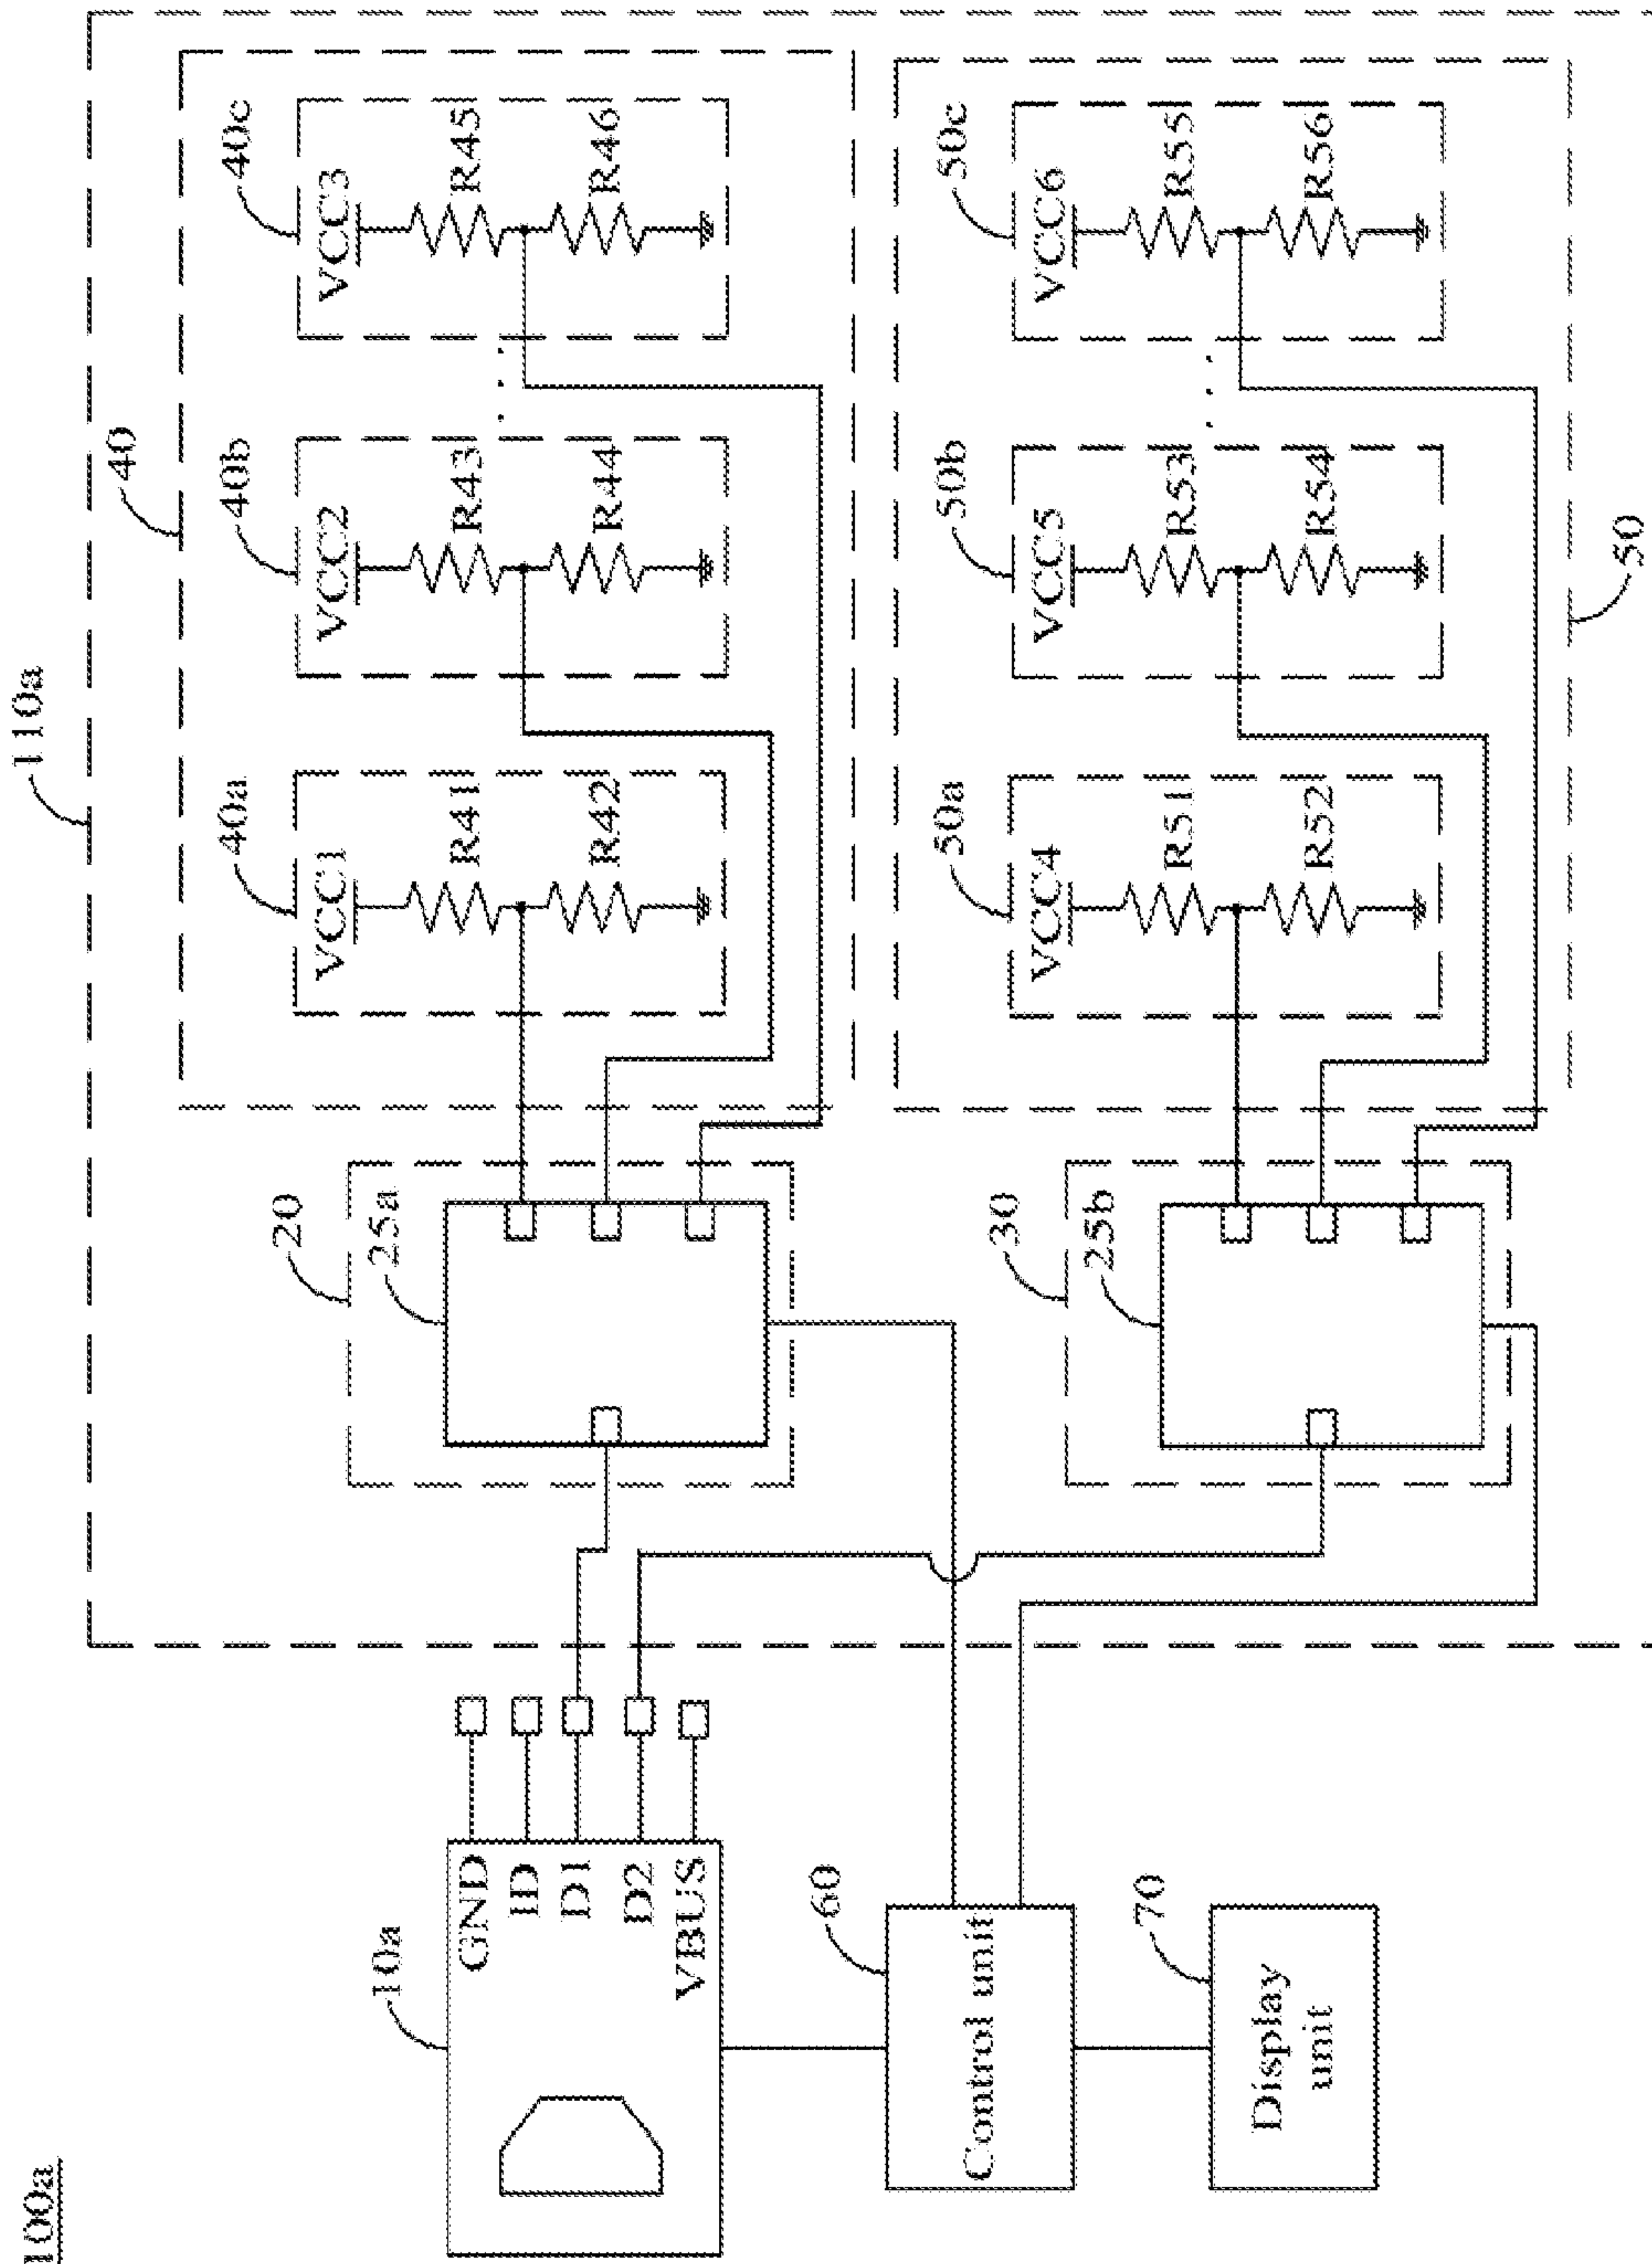 100a
110a
40
40a
VCC1
R41
R42
40b
VCC2
R43
R44
40c
VCC3
R45
R46
20
25a
10a
GND
ID
D1
D2
VBUS
60
Control unit
70
Display
unit
30
25b
50a
VCC4
R51
R52
50b
VCC5
R53
R54
50c
VCC6
R55
R56
50